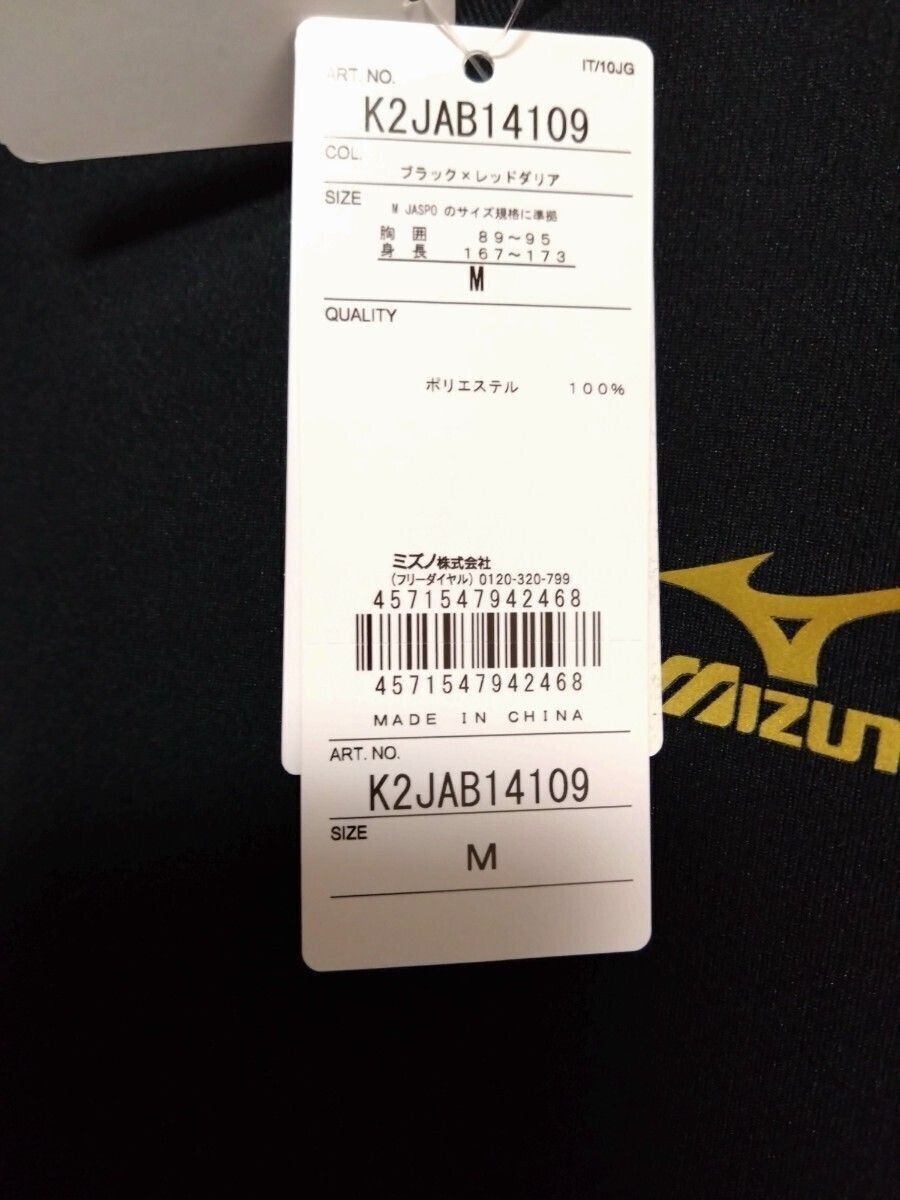 ART. NO.
IT/10JG
K2JAB14109
COL.
ブラック×レッドダリア
SIZE
M JASPO のサイズ規格に準拠
胸 囲 89～95
身 長 167～173
M
QUALITY
ポリエステル 100%
ミズノ株式会社
(フリーダイヤル) 0120-320-799
4571547942468
4571547942468
MADE IN CHINA
ART. NO.
K2JAB14109
SIZE
M
MIZUN